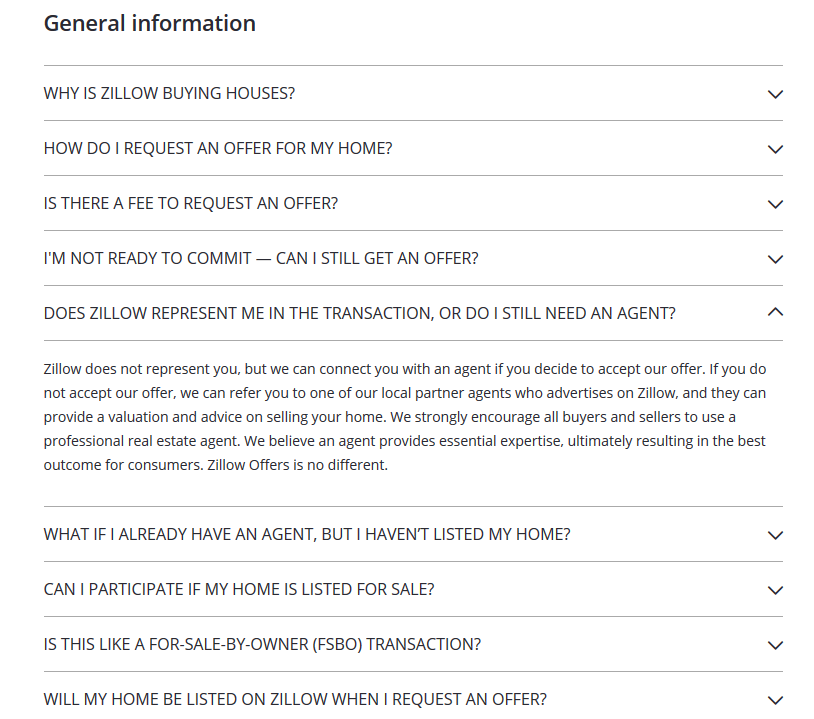 General information
WHY IS ZILLOW BUYING HOUSES?
HOW DO I REQUEST AN OFFER FOR MY HOME?
IS THERE A FEE TO REQUEST AN OFFER?
I'M NOT READY TO COMMIT — CAN I STILL GET AN OFFER?
DOES ZILLOW REPRESENT ME IN THE TRANSACTION, OR DO I STILL NEED AN AGENT?
Zillow does not represent you, but we can connect you with an agent if you decide to accept our offer. If you do
not accept our offer, we can refer you to one of our local partner agents who advertises on Zillow, and they can
provide a valuation and advice on selling your home. We strongly encourage all buyers and sellers to use a
professional real estate agent. We believe an agent provides essential expertise, ultimately resulting in the best
outcome for consumers. Zillow Offers is no different.
WHAT IF I ALREADY HAVE AN AGENT, BUT I HAVEN’T LISTED MY HOME?
CAN I PARTICIPATE IF MY HOME IS LISTED FOR SALE?
IS THIS LIKE A FOR-SALE-BY-OWNER (FSBO) TRANSACTION?
WILL MY HOME BE LISTED ON ZILLOW WHEN I REQUEST AN OFFER?